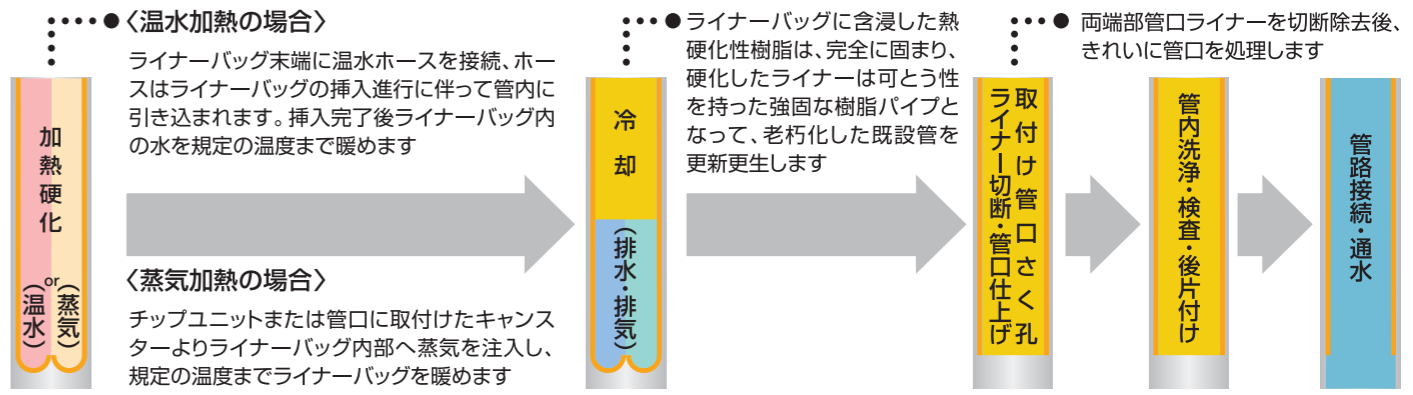 〈温水加熱の場合〉
ライナーバッグ末端に温水ホースを接続、ホー
スはライナーバッグの挿入進行に伴って管内に
引き込まれます。挿入完了後ライナーバッグ内
の水を規定の温度まで暖めます
加熱硬化
(温水)
or
(蒸気)
〈蒸気加熱の場合〉
チップユニットまたは管口に取付けたキャンス
ターよりライナーバッグ内部へ蒸気を注入し、
規定の温度までライナーバッグを暖めます
冷却
(排水・排気)
ライナーバッグに含浸した熱
硬化性樹脂は、完全に固まり、
硬化したライナーは可とう性
を持った強固な樹脂パイプと
なって、老朽化した既設管を
更新更生します
両端部管口ライナーを切断除去後、
きれいに管口を処理します
取付け管口さく孔
ライナー切断・管口仕上げ
管内洗浄・検査・後片付け
管路接続・通水